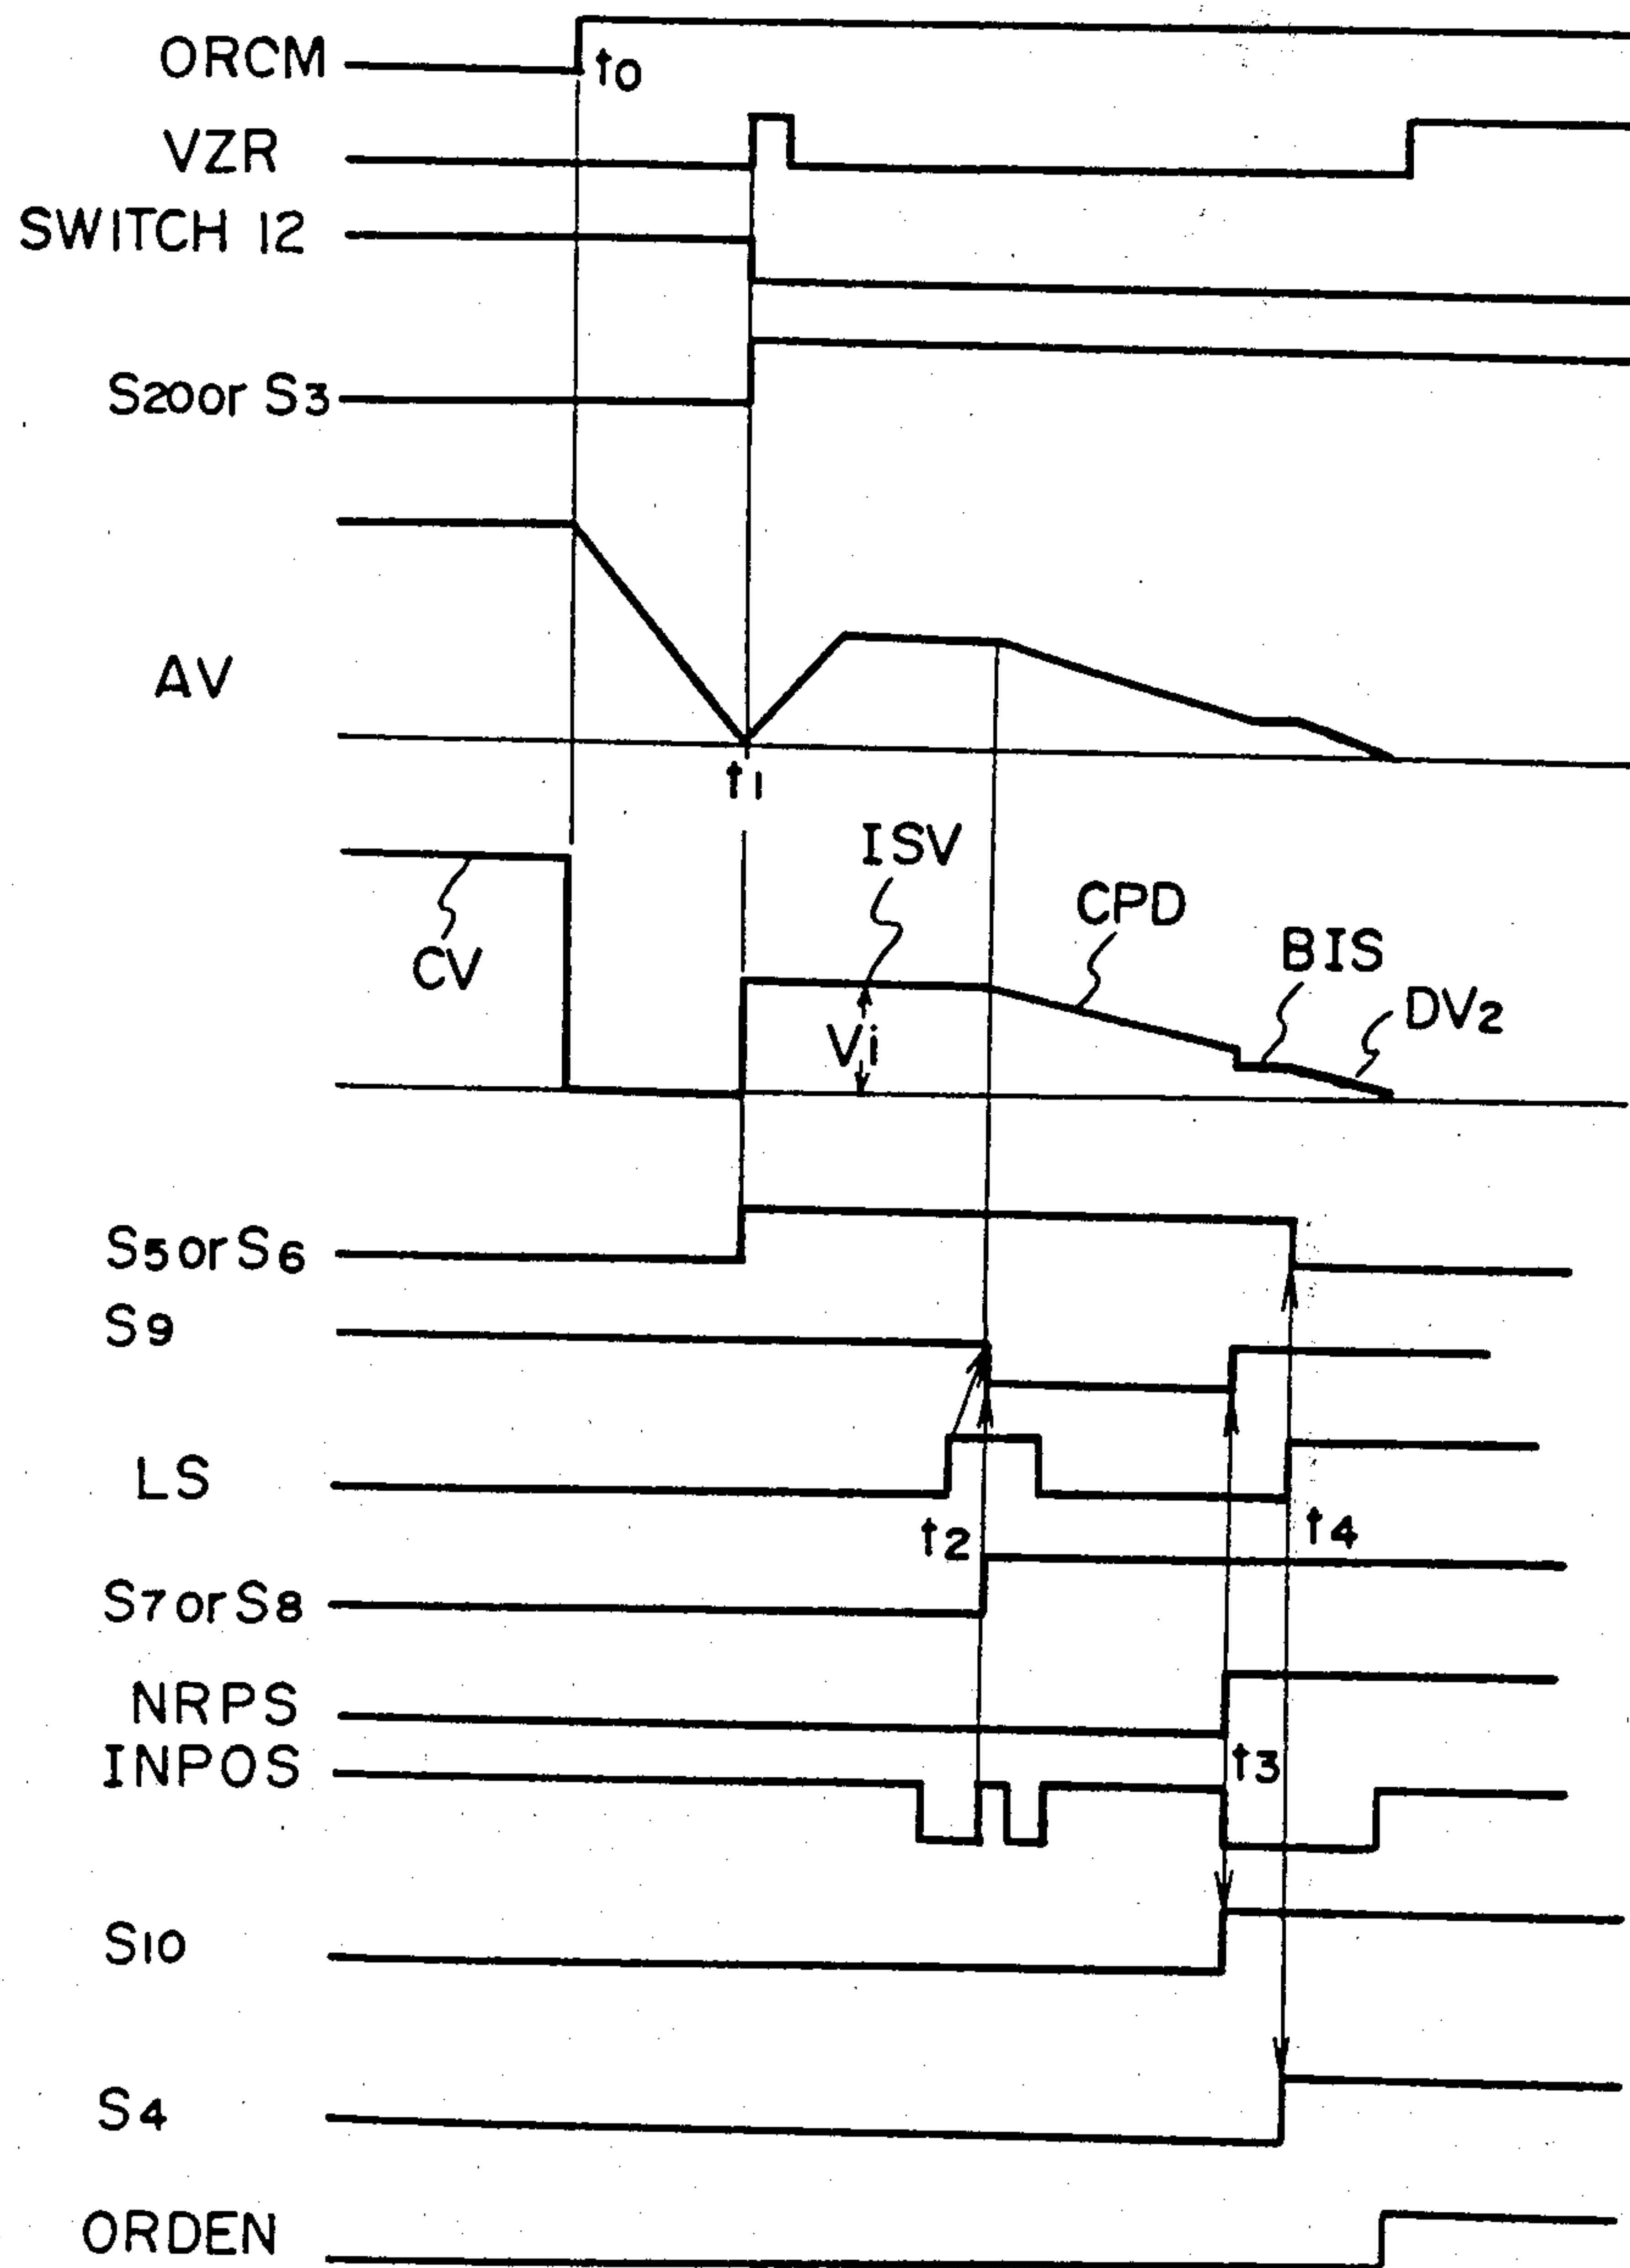 ORCM
t0
VZR
SWITCH 12
S20 or S3
AV
t1
ISV
CPD
CV
BIS
Vi
DV2
S5 or S6
S9
LS
t2
t4
S7 or S8
NRPS
t3
INPOS
S10
S4
ORDEN